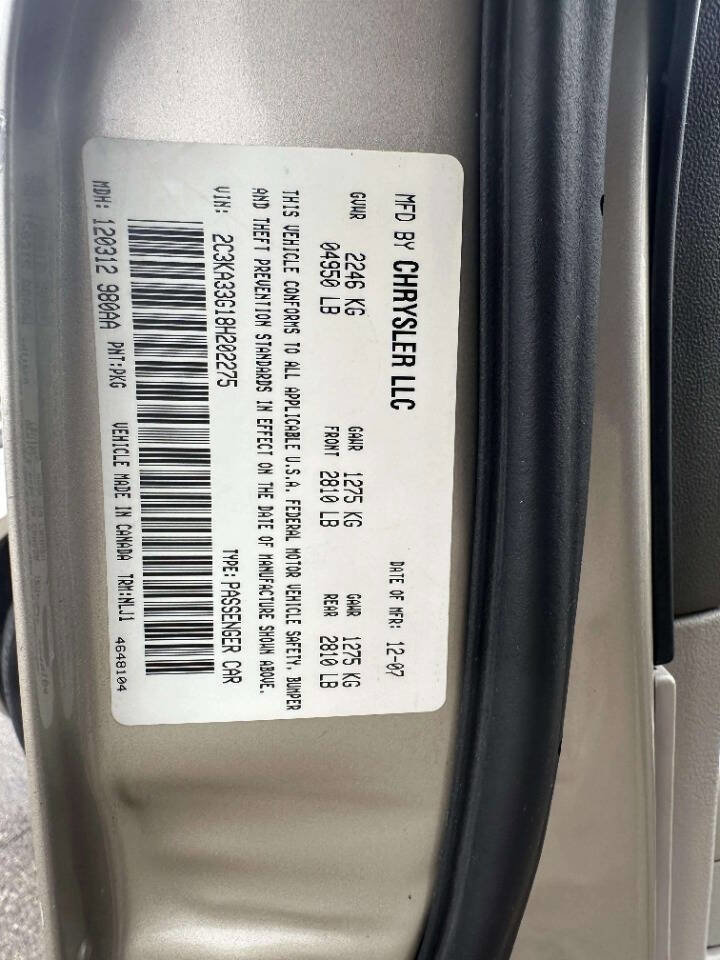 MFD BY CHRYSLER LLC DATE OF MFR: 12-07
GVWR 2246 KG GAWR 1275 KG GAWR 1275 KG
04950 LB FRONT 2810 LB REAR 2810 LB
THIS VEHICLE CONFORMS TO ALL APPLICABLE U.S.A. FEDERAL MOTOR VEHICLE SAFETY, BUMPER
AND THEFT PREVENTION STANDARDS IN EFFECT ON THE DATE OF MANUFACTURE SHOWN ABOVE.
VIN: 2C3KA33G18H202275 TYPE: PASSENGER CAR
MDH: 120312 980AA PNT:PKG VEHICLE MADE IN CANADA TRM:NLJ1 4648104